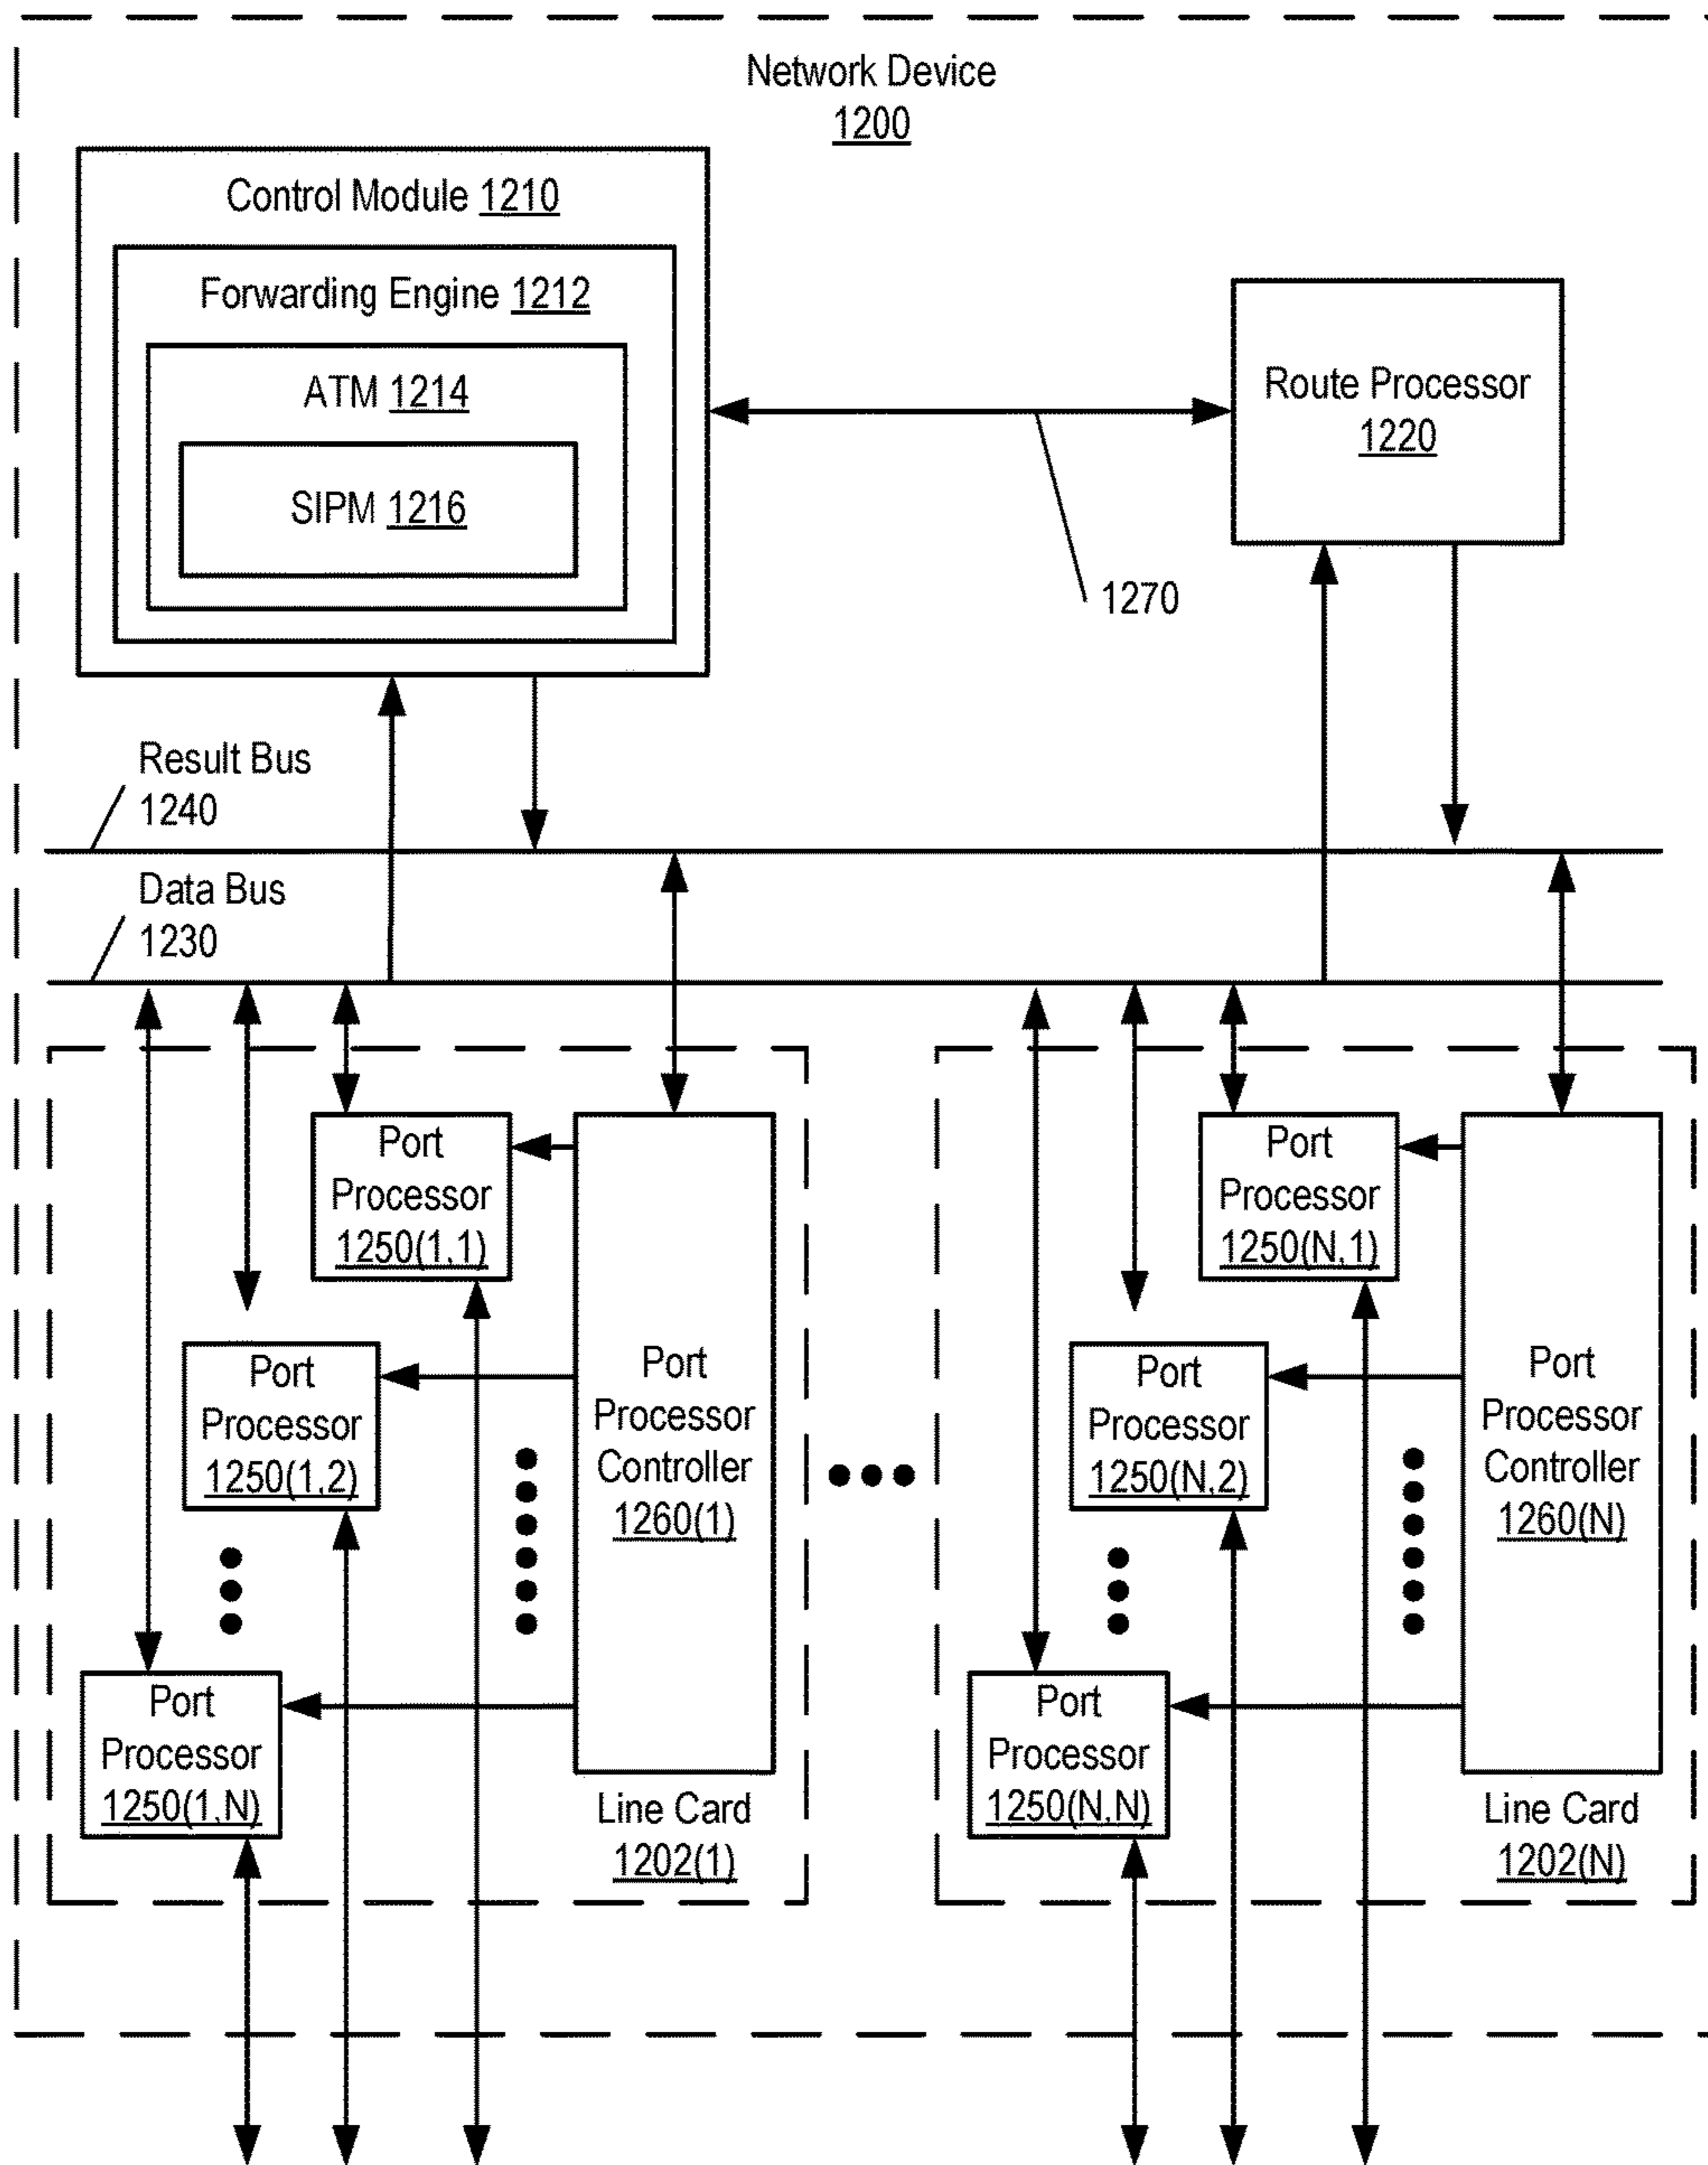 Network Device
1200
Control Module 1210
Forwarding Engine 1212
ATM 1214
SIPM 1216
Route Processor
1220
1270
Result Bus
1240
Data Bus
1230
Port
Processor
1250(1,1)
Port
Processor
1250(1,2)
Port
Processor
1250(1,N)
Port
Processor
Controller
1260(1)
Line Card
1202(1)
Port
Processor
1250(N,1)
Port
Processor
1250(N,2)
Port
Processor
1250(N,N)
Port
Processor
Controller
1260(N)
Line Card
1202(N)